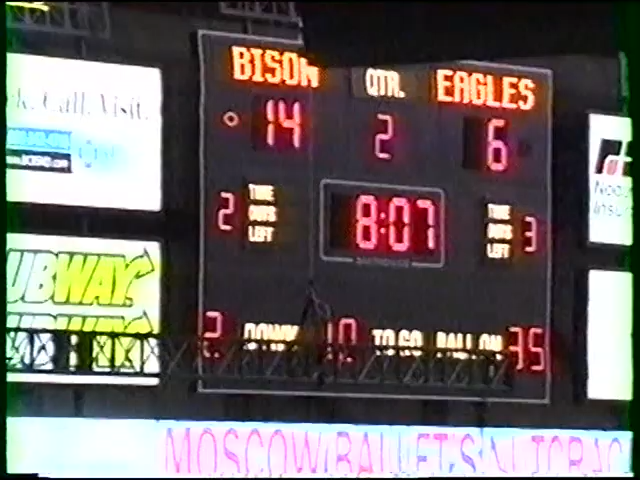 BISON QTR. EAGLES
14 2 6
2 TIME OUTS LEFT 8:07 TIME OUTS LEFT 3
2 DOWN 10 TO GO BALL ON 35
Call. Visit.
UBWAY
MOSCOW BALLET'S